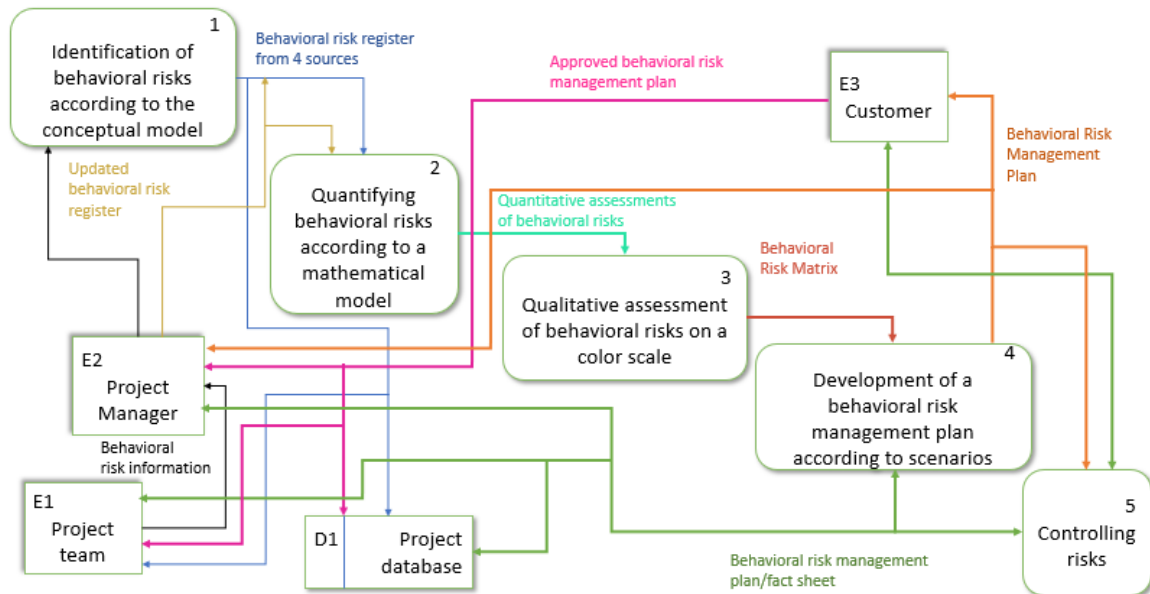 1
Identification of
behavioral risks
according to the
conceptual model
Behavioral risk register
from 4 sources
Approved behavioral risk
management plan
E3
Customer
Behavioral Risk
Management
Plan
Updated
behavioral risk
register
2
Quantifying
behavioral risks
according to a
mathematical
model
Quantitative assessments
of behavioral risks
Behavioral
Risk Matrix
3
Qualitative assessment
of behavioral risks on a
color scale
4
Development of a
behavioral risk
management plan
according to scenarios
E2
Project
Manager
Behavioral
risk information
E1
Project
team
D1
Project
database
5
Controlling
risks
Behavioral risk management
plan/fact sheet